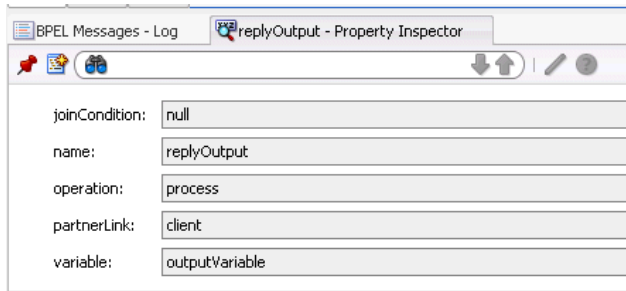 BPEL Messages - Log replyOutput - Property Inspector
joinCondition: null
name: replyOutput
operation: process
partnerLink: client
variable: outputVariable